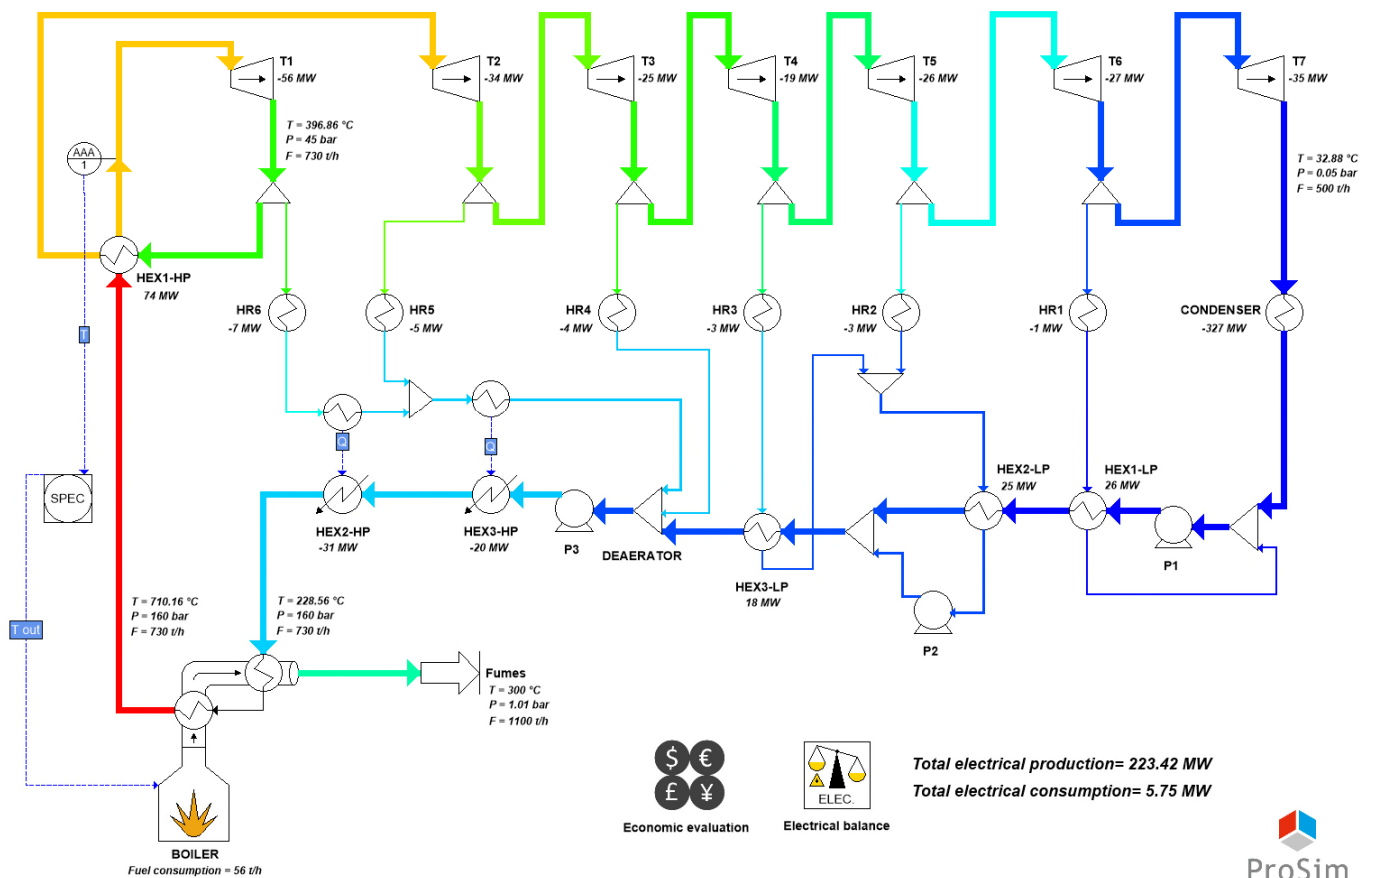 T1
-56 MW
T2
-34 MW
T3
-25 MW
T4
-19 MW
T5
-26 MW
T6
-27 MW
T7
-35 MW
T = 396.86 °C
P = 45 bar
F = 730 t/h
AAA
1
T = 32.88 °C
P = 0.05 bar
F = 500 t/h
HEX1-HP
74 MW
HR6
-7 MW
HR5
-5 MW
HR4
-4 MW
HR3
-3 MW
HR2
-3 MW
HR1
-1 MW
CONDENSER
-327 MW
T
Q
Q
SPEC
HEX2-HP
-31 MW
HEX3-HP
-20 MW
P3
DEAERATOR
HEX3-LP
18 MW
HEX2-LP
25 MW
HEX1-LP
26 MW
P1
P2
T = 710.16 °C
P = 160 bar
F = 730 t/h
T = 228.56 °C
P = 160 bar
F = 730 t/h
T out
Fumes
T = 300 °C
P = 1.01 bar
F = 1100 t/h
BOILER
Fuel consumption = 56 t/h
$ €
£ ¥
Economic evaluation
ELEC.
Electrical balance
Total electrical production= 223.42 MW
Total electrical consumption= 5.75 MW
ProSim